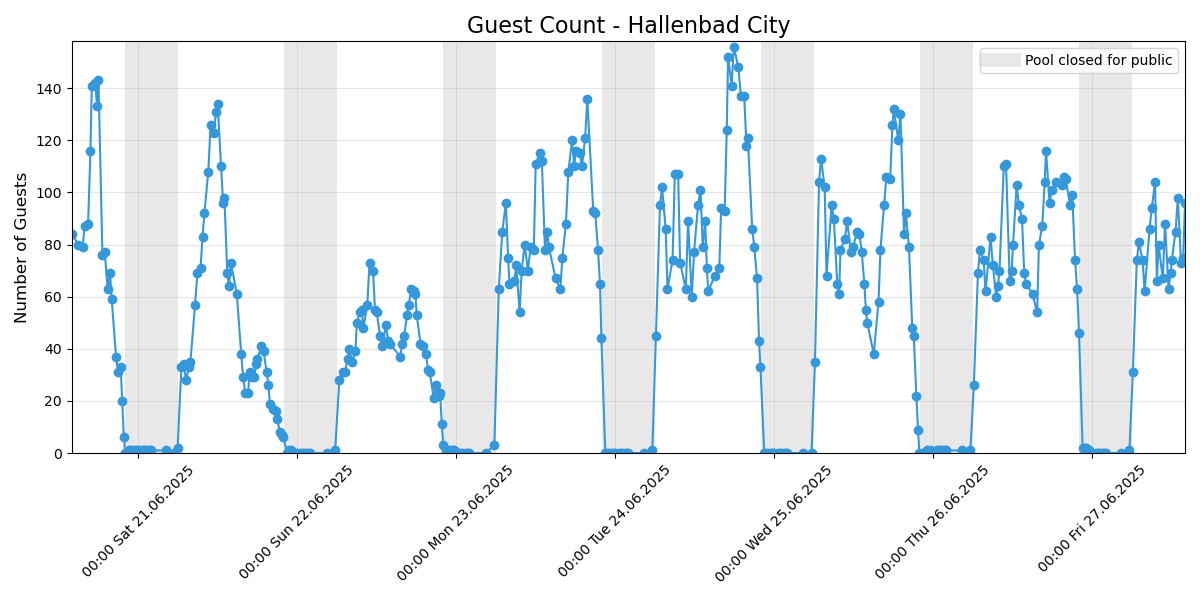 Guest Count - Hallenbad City
Pool closed for public
Number of Guests
140
120
100
80
60
40
20
0
00:00 Sat 21.06.2025
00:00 Sun 22.06.2025
00:00 Mon 23.06.2025
00:00 Tue 24.06.2025
00:00 Wed 25.06.2025
00:00 Thu 26.06.2025
00:00 Fri 27.06.2025